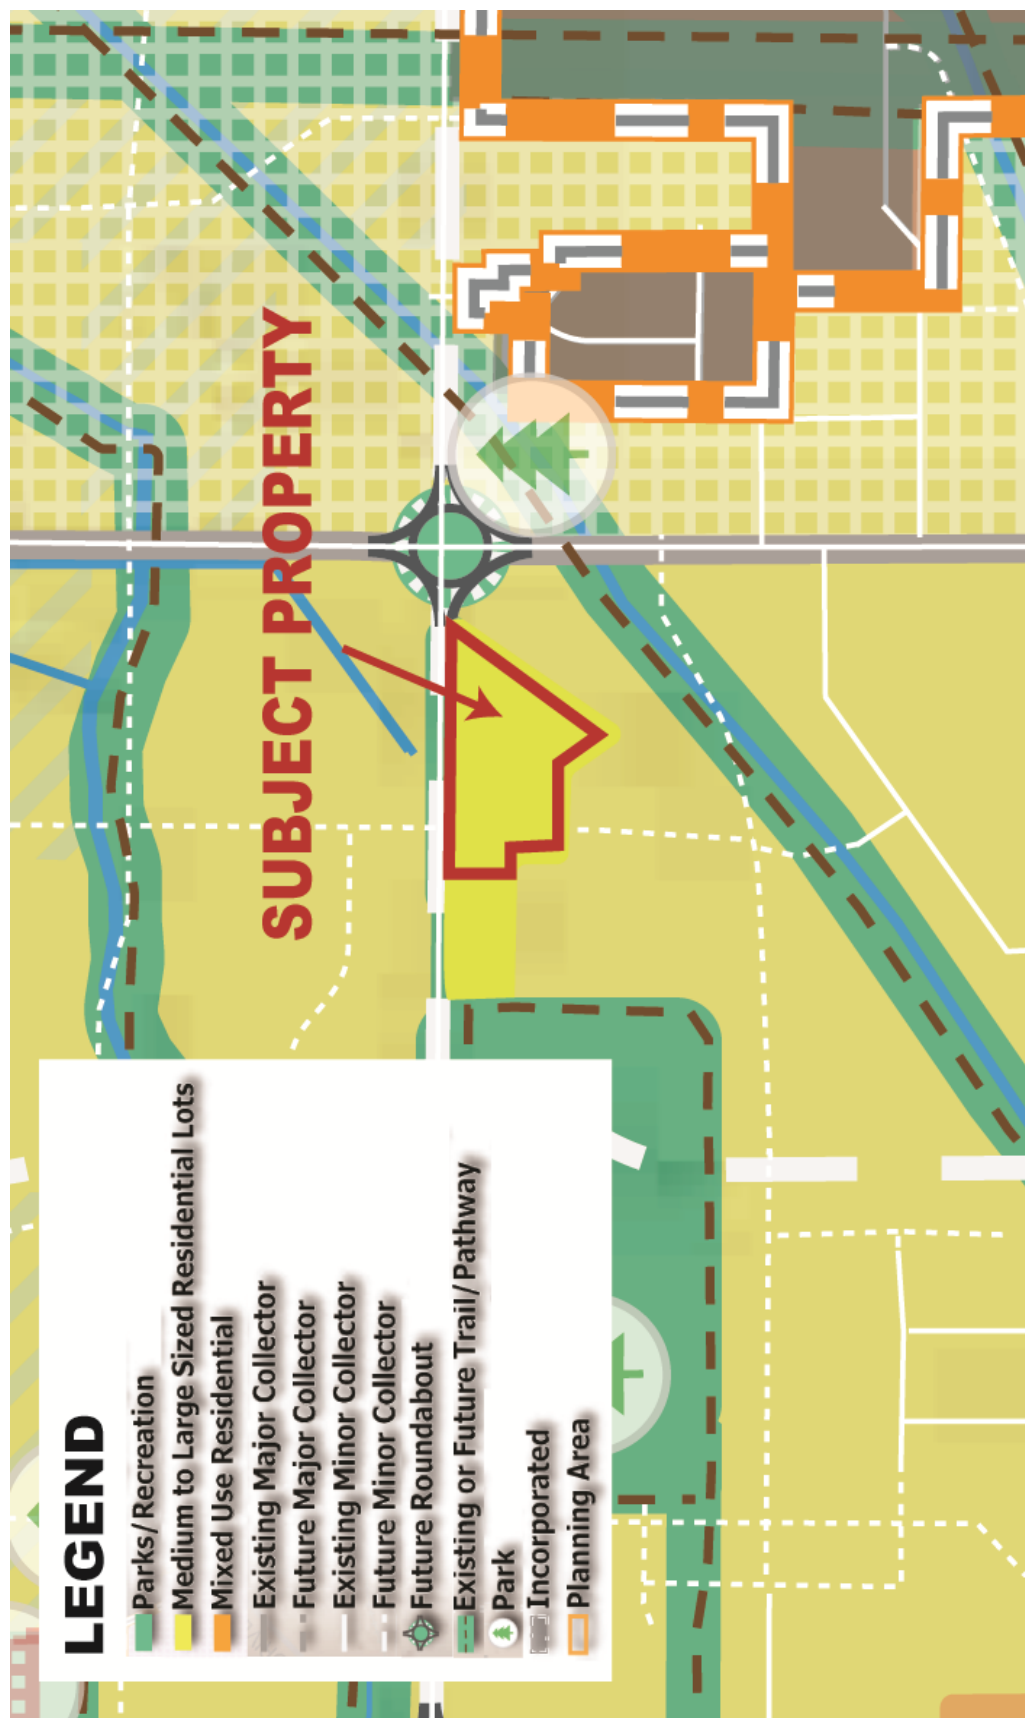 SUBJECT PROPERTY
LEGEND
Parks/Recreation
Medium to Large Sized Residential Lots
Mixed Use Residential
Existing Major Collector
Future Major Collector
Existing Minor Collector
Future Minor Collector
Future Roundabout
Existing or Future Trail/Pathway
Park
Incorporated
Planning Area